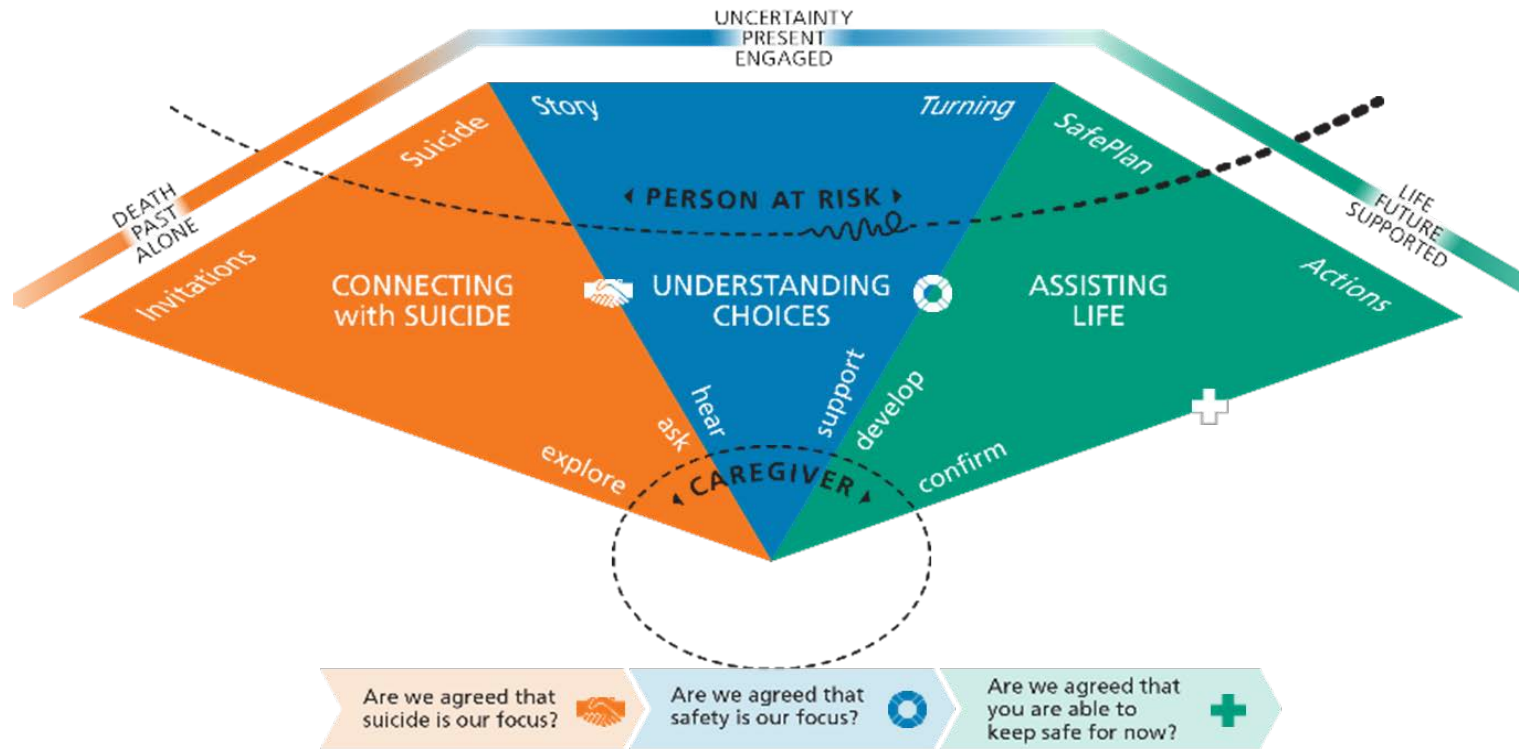 UNCERTAINTY
PRESENT
ENGAGED
DEATH
PAST
ALONE
LIFE
FUTURE
SUPPORTED
Invitations
Suicide
Story
Turning
SafePlan
Actions
PERSON AT RISK
CONNECTING
with SUICIDE
UNDERSTANDING
CHOICES
ASSISTING
LIFE
explore
ask
hear
support
develop
confirm
CAREGIVER
Are we agreed that
suicide is our focus?
Are we agreed that
safety is our focus?
Are we agreed that
you are able to
keep safe for now?